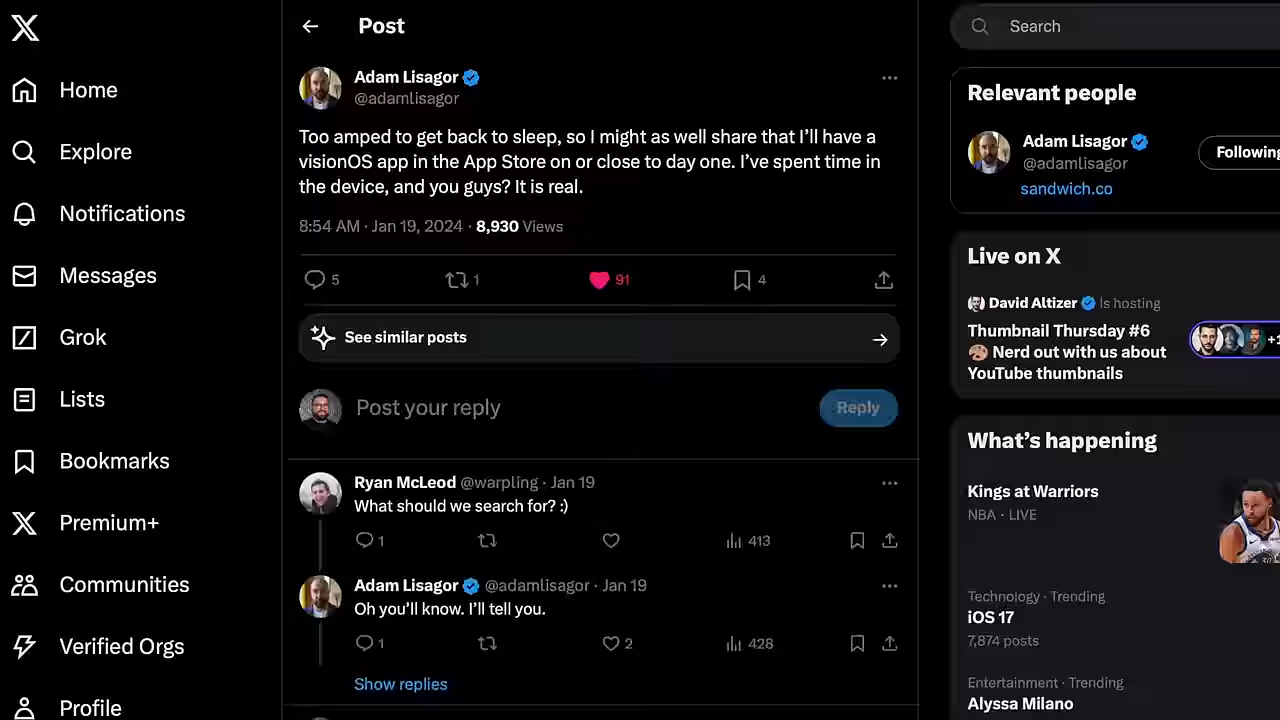 Home
Explore
Notifications
Messages
Grok
Lists
Bookmarks
Premium+
Communities
Verified Orgs
Profile
Post
Adam Lisagor
@adamlisagor
Too amped to get back to sleep, so I might as well share that I’ll have a
visionOS app in the App Store on or close to day one. I’ve spent time in
the device, and you guys? It is real.
8:54 AM · Jan 19, 2024 · 8,930 Views
5 1 91 4
See similar posts
Post your reply
Reply
Ryan McLeod @warpling · Jan 19
What should we search for? :)
1 413
Adam Lisagor @adamlisagor · Jan 19
Oh you’ll know. I’ll tell you.
1 2 428
Show replies
Search
Relevant people
Adam Lisagor
@adamlisagor
Following
sandwich.co
Live on X
David Altizer Is hosting
Thumbnail Thursday #6
Nerd out with us about
YouTube thumbnails
+1
What’s happening
Kings at Warriors
NBA · LIVE
Technology · Trending
iOS 17
7,874 posts
Entertainment · Trending
Alyssa Milano